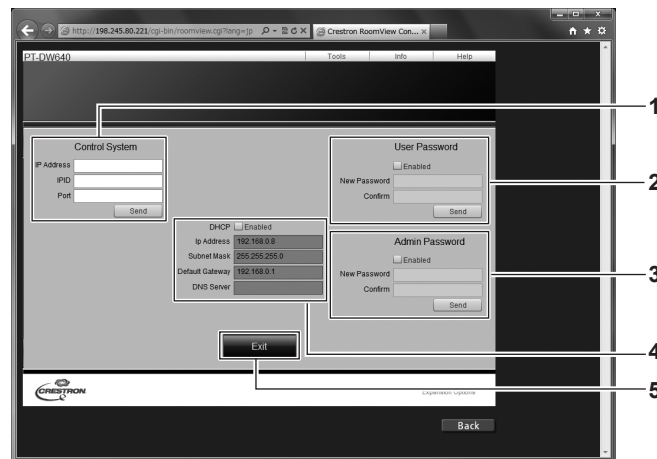 http://198.245.80.221/cgi-bin/roomview.cgi?lang=jp
Crestron RoomView Con...
PT-DW640
Tools Info Help
1
Control System
IP Address
IPID
Port
Send
User Password
Enabled
New Password
Confirm
Send
2
DHCP Enabled
Ip Address 192.168.0.8
Subnet Mask 255.255.255.0
Default Gateway 192.168.0.1
DNS Server
Admin Password
Enabled
New Password
Confirm
Send
3
Exit
4
CRESTRON
Expansion Options
5
Back